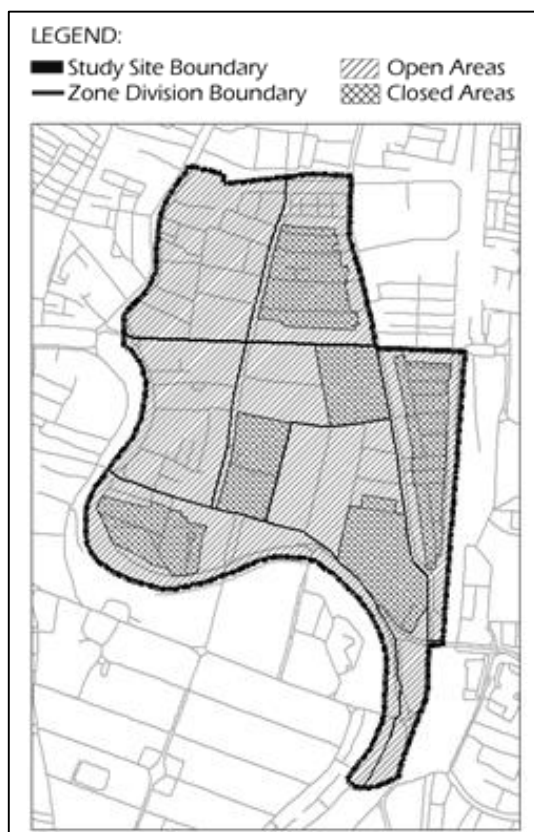 LEGEND:
Study Site Boundary
Open Areas
Zone Division Boundary
Closed Areas